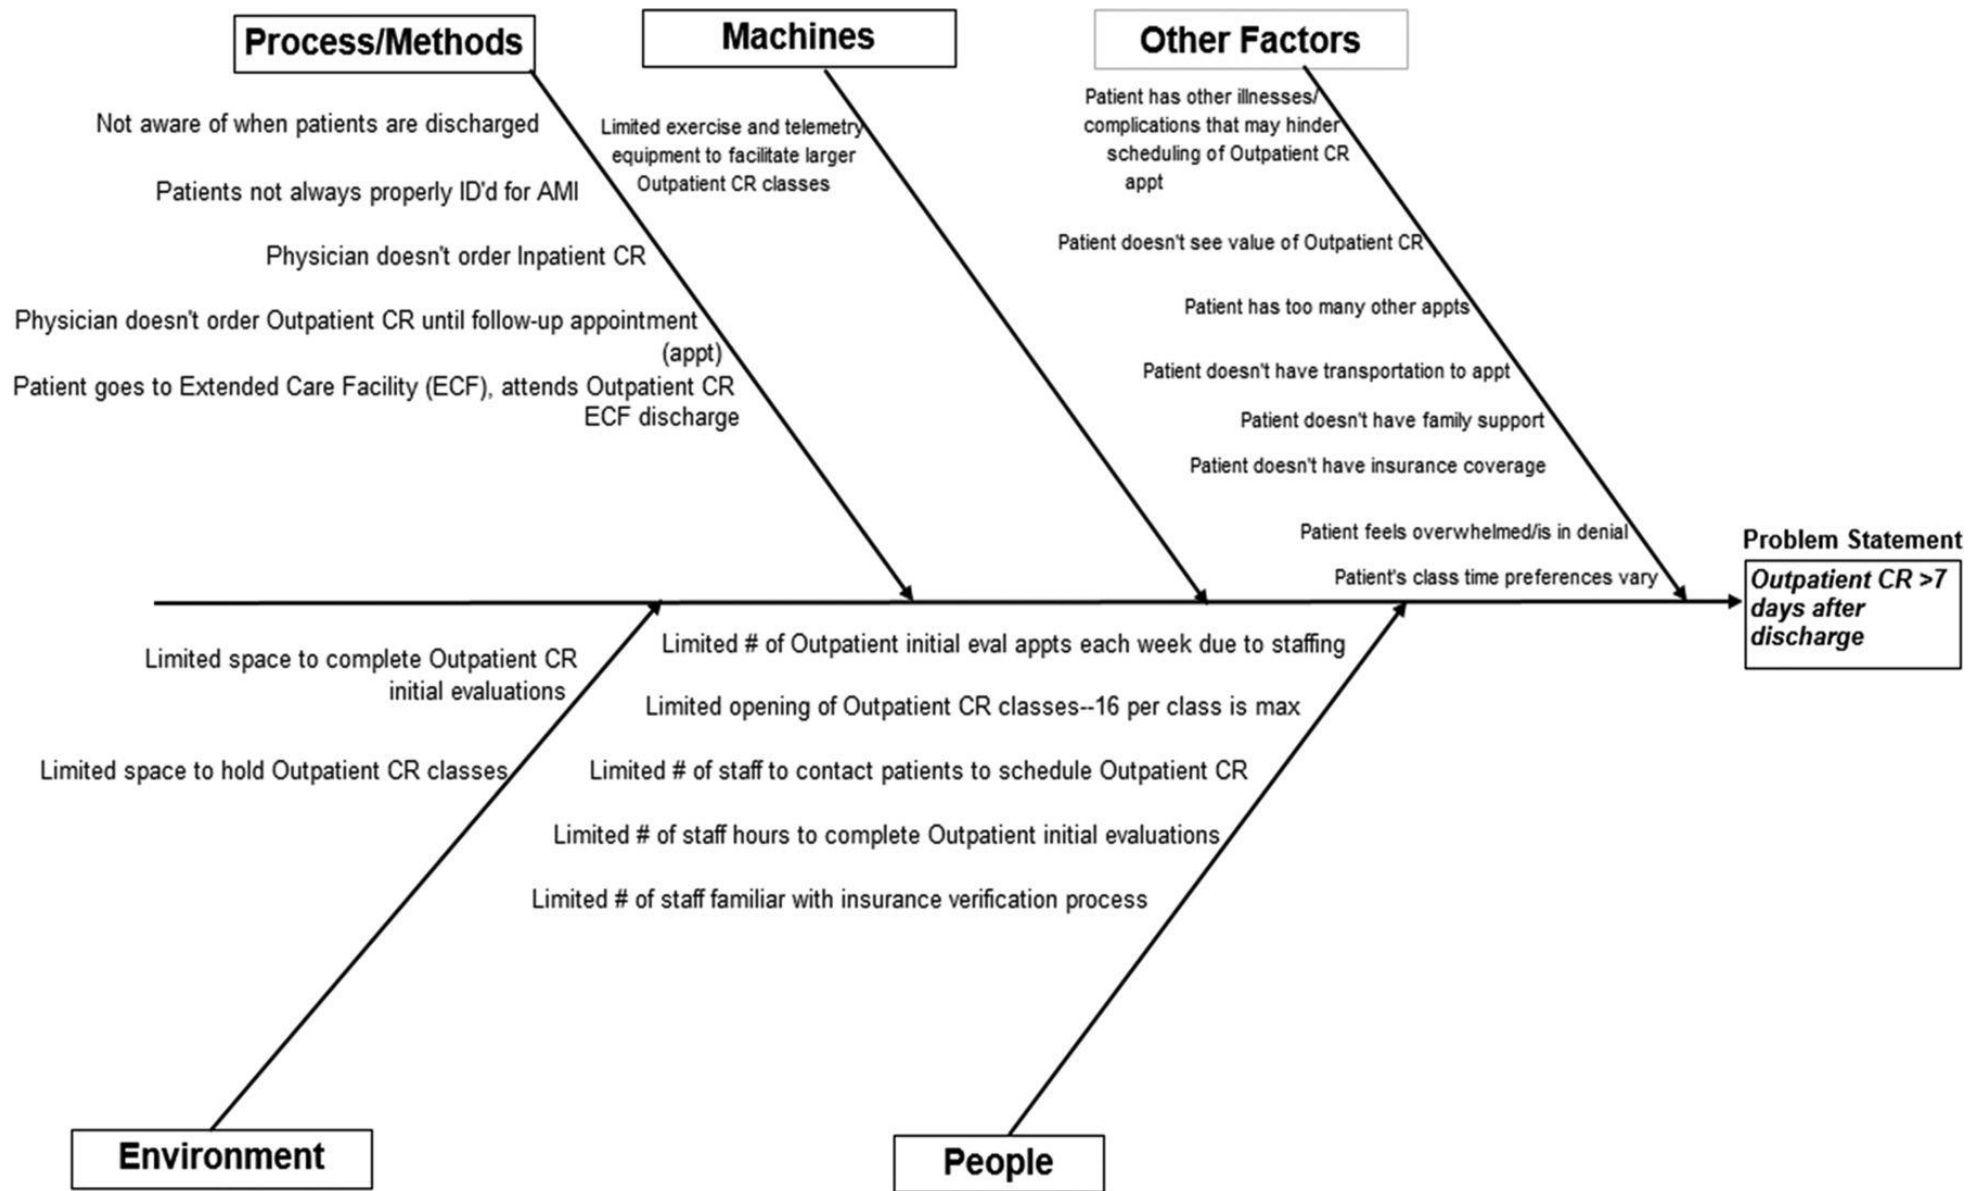 Process/Methods
Not aware of when patients are discharged
Patients not always properly ID'd for AMI
Physician doesn't order Inpatient CR
Physician doesn't order Outpatient CR until follow-up appointment
(appt)
Patient goes to Extended Care Facility (ECF), attends Outpatient CR
ECF discharge
Machines
Limited exercise and telemetry
equipment to facilitate larger
Outpatient CR classes
Other Factors
Patient has other illnesses/
complications that may hinder
scheduling of Outpatient CR
appt
Patient doesn't see value of Outpatient CR
Patient has too many other appts
Patient doesn't have transportation to appt
Patient doesn't have family support
Patient doesn't have insurance coverage
Patient feels overwhelmed/is in denial
Patient's class time preferences vary
Problem Statement
Outpatient CR >7
days after
discharge
Limited space to complete Outpatient CR
initial evaluations
Limited space to hold Outpatient CR classes
Environment
Limited # of Outpatient initial eval appts each week due to staffing
Limited opening of Outpatient CR classes--16 per class is max
Limited # of staff to contact patients to schedule Outpatient CR
Limited # of staff hours to complete Outpatient initial evaluations
Limited # of staff familiar with insurance verification process
People